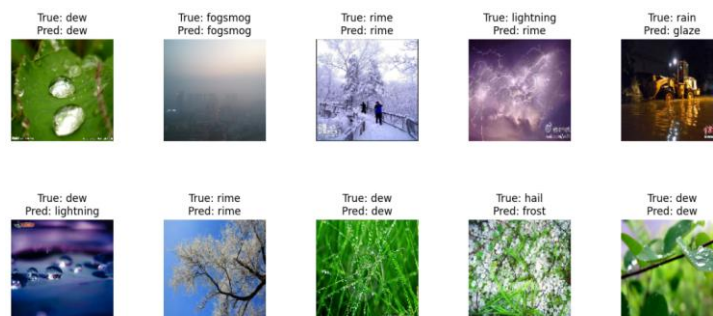 True: dew
Pred: dew
True: fogsmog
Pred: fogsmog
True: rime
Pred: rime
True: lightning
Pred: rime
True: rain
Pred: glaze
True: dew
Pred: lightning
True: rime
Pred: rime
True: dew
Pred: dew
True: hail
Pred: frost
True: dew
Pred: dew